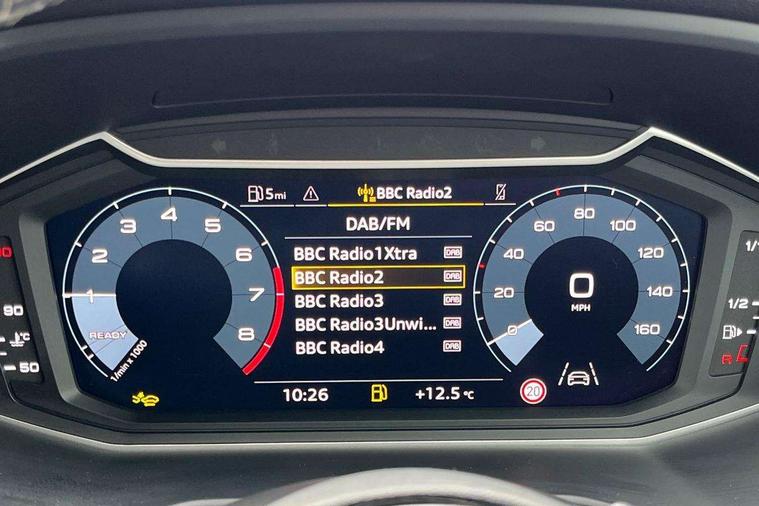 5mi
BBC Radio2
DAB/FM
BBC Radio1Xtra DAB
BBC Radio2 DAB
BBC Radio3 DAB
BBC Radio3Unwi... DAB
BBC Radio4 DAB
10:26
+12.5 °C
READY
1
2
3
4
5
6
7
8
1/min x 1000
0
20
40
60
80
100
120
140
160
0
MPH
20
90
°C
50
1/1
1/2
R